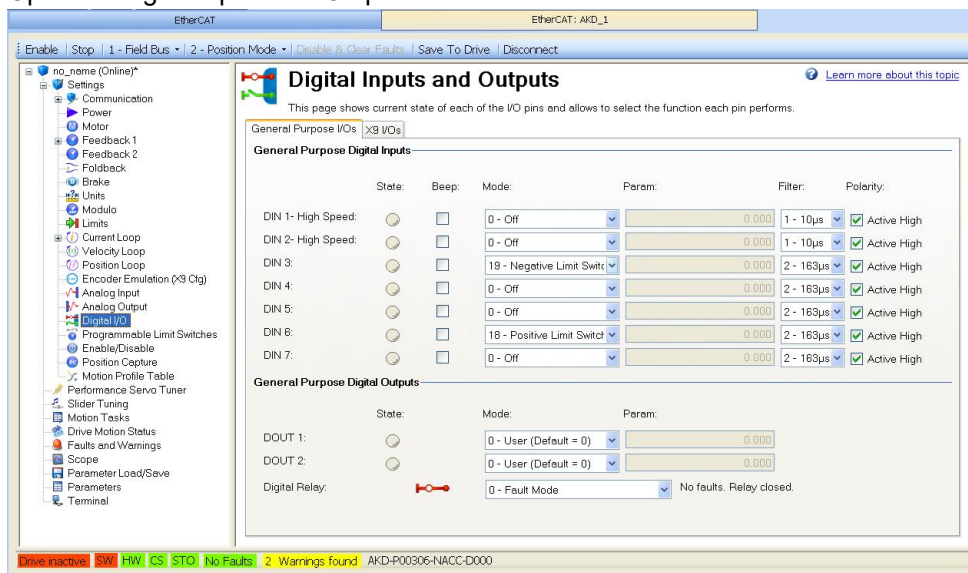 EtherCAT EtherCAT: AKD_1
Enable Stop 1 - Field Bus 2 - Position Mode Disable & Clear Faults Save To Drive Disconnect
no_name (Online)*
Settings
Communication
Power
Motor
Feedback 1
Feedback 2
Foldback
Brake
Units
Modulo
Limits
Current Loop
Velocity Loop
Position Loop
Encoder Emulation (X9 Cfg)
Analog Input
Analog Output
Digital I/O
Programmable Limit Switches
Enable/Disable
Position Capture
Motion Profile Table
Performance Servo Tuner
Slider Tuning
Motion Tasks
Drive Motion Status
Faults and Warnings
Scope
Parameter Load/Save
Parameters
Terminal
Digital Inputs and Outputs
Learn more about this topic
This page shows current state of each of the I/O pins and allows to select the function each pin performs.
General Purpose I/Os X9 I/Os
General Purpose Digital Inputs
State: Beep: Mode: Param: Filter: Polarity:
DIN 1- High Speed: 0 - Off 0.000 1 - 10µs Active High
DIN 2- High Speed: 0 - Off 0.000 1 - 10µs Active High
DIN 3: 19 - Negative Limit Switc 0.000 2 - 163µs Active High
DIN 4: 0 - Off 0.000 2 - 163µs Active High
DIN 5: 0 - Off 0.000 2 - 163µs Active High
DIN 6: 18 - Positive Limit Switch 0.000 2 - 163µs Active High
DIN 7: 0 - Off 0.000 2 - 163µs Active High
General Purpose Digital Outputs
State: Mode: Param:
DOUT 1: 0 - User (Default = 0) 0.000
DOUT 2: 0 - User (Default = 0) 0.000
Digital Relay: 0 - Fault Mode No faults. Relay closed.
Drive inactive SW HW CS STO No Faults 2 Warnings found AKD-P00306-NACC-D000